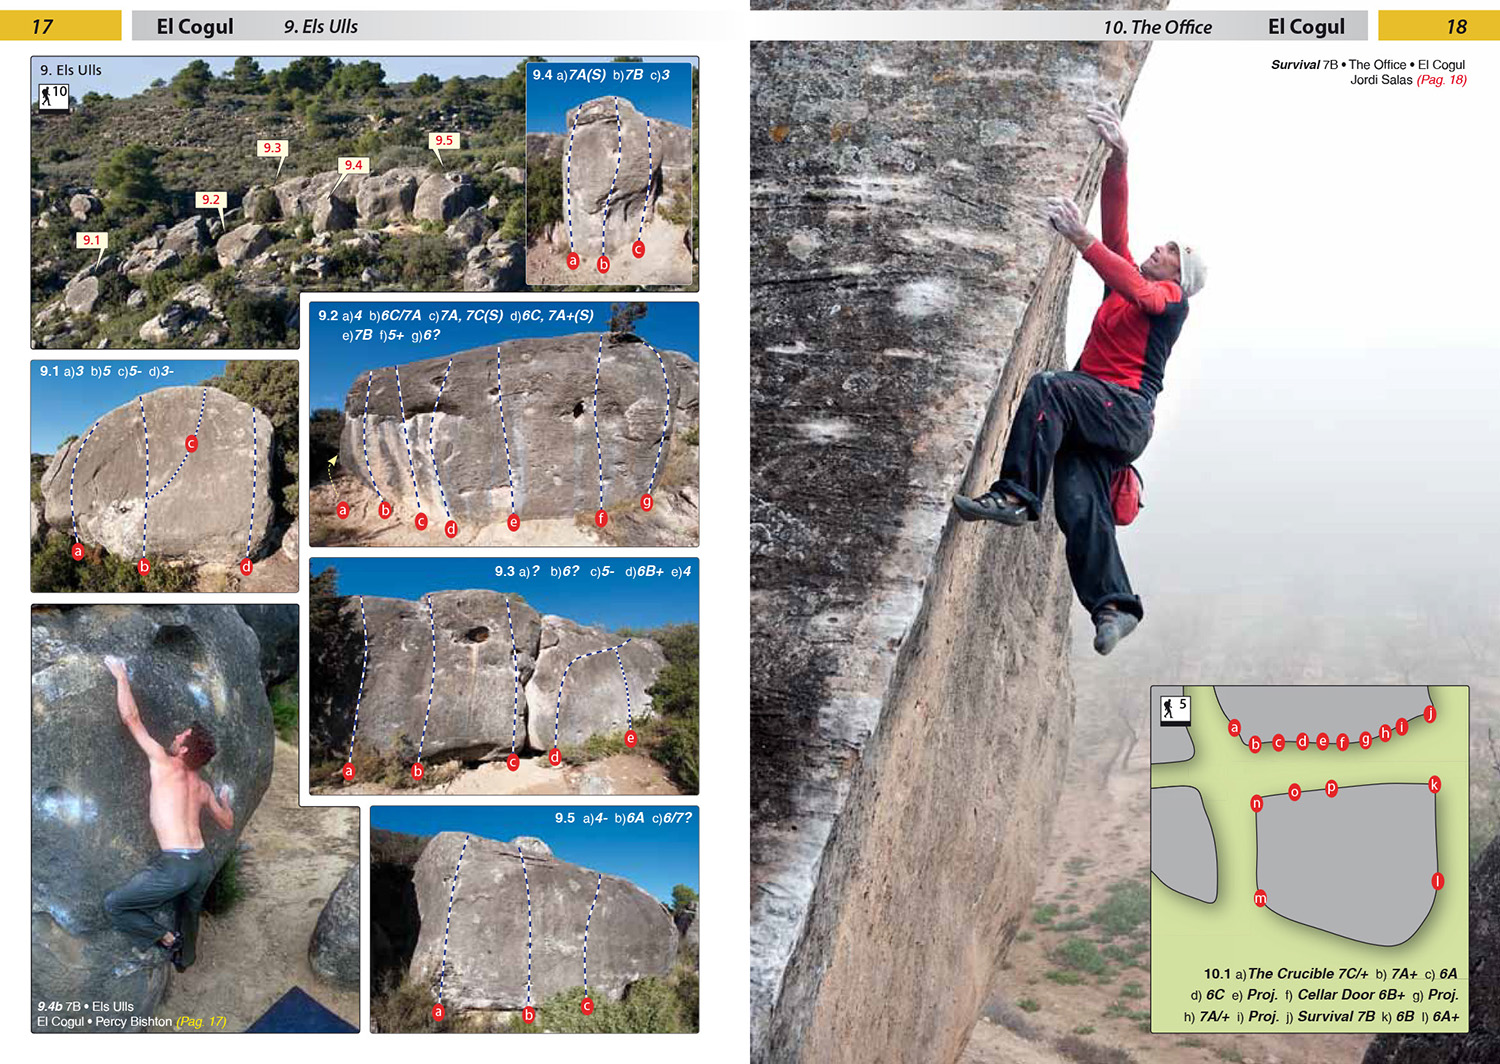 17
El Cogul
9. Els Ulls
9. Els Ulls
10
9.1
9.2
9.3
9.4
9.5
9.4 a)7A(S) b)7B c)3
a
b
c
9.2 a)4 b)6C/7A c)7A, 7C(S) d)6C, 7A+(S)
e)7B f)5+ g)6?
a
b
c
d
e
f
g
9.1 a)3 b)5 c)5- d)3-
a
b
c
d
9.3 a)? b)6? c)5- d)6B+ e)4
a
b
c
d
e
9.4b 7B • Els Ulls
El Cogul • Percy Bishton (Pag. 17)
9.5 a)4- b)6A c)6/7?
a
b
c
10. The Office
El Cogul
18
Survival 7B • The Office • El Cogul
Jordi Salas (Pag. 18)
5
a
b
c
d
e
f
g
h
i
j
k
l
m
n
o
p
10.1 a) The Crucible 7C/+ b) 7A+ c) 6A
d) 6C e) Proj. f) Cellar Door 6B+ g) Proj.
h) 7A/+ i) Proj. j) Survival 7B k) 6B l) 6A+